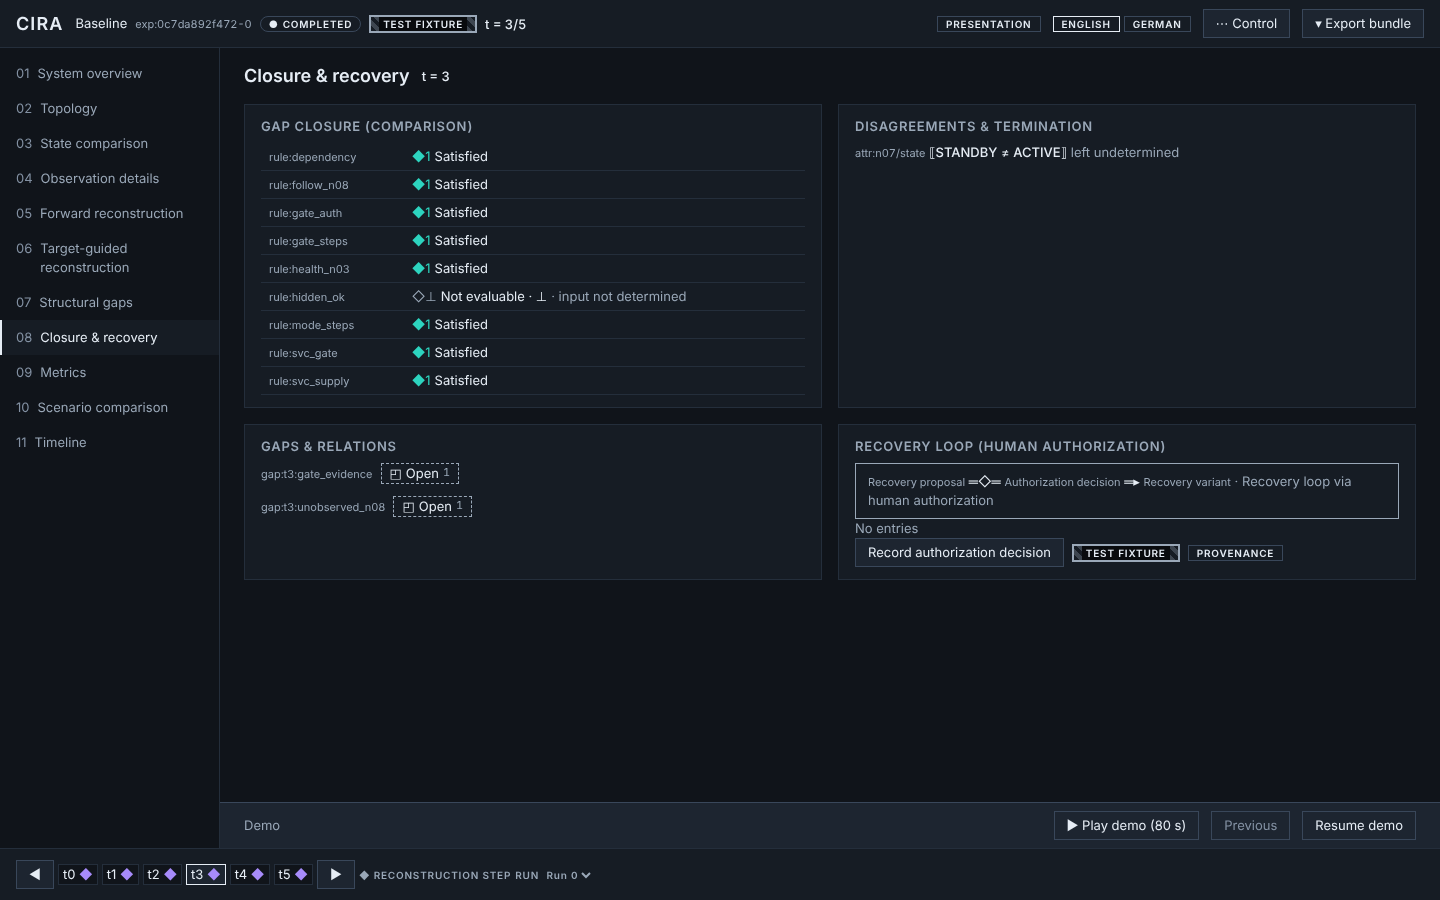 CIRA Baseline exp:0c7da892f472-0 ● COMPLETED TEST FIXTURE t = 3/5 PRESENTATION ENGLISH GERMAN ··· Control ▾ Export bundle
01 System overview
02 Topology
03 State comparison
04 Observation details
05 Forward reconstruction
06 Target-guided
reconstruction
07 Structural gaps
08 Closure & recovery
09 Metrics
10 Scenario comparison
11 Timeline
Closure & recovery t = 3
GAP CLOSURE (COMPARISON)
rule:dependency ◆1 Satisfied
rule:follow_n08 ◆1 Satisfied
rule:gate_auth ◆1 Satisfied
rule:gate_steps ◆1 Satisfied
rule:health_n03 ◆1 Satisfied
rule:hidden_ok ◇⊥ Not evaluable · ⊥ · input not determined
rule:mode_steps ◆1 Satisfied
rule:svc_gate ◆1 Satisfied
rule:svc_supply ◆1 Satisfied
DISAGREEMENTS & TERMINATION
attr:n07/state ⟦STANDBY ≠ ACTIVE⟧ left undetermined
GAPS & RELATIONS
gap:t3:gate_evidence ◰ Open 1
gap:t3:unobserved_n08 ◰ Open 1
RECOVERY LOOP (HUMAN AUTHORIZATION)
Recovery proposal ═◇═ Authorization decision ═▸ Recovery variant · Recovery loop via
human authorization
No entries
Record authorization decision TEST FIXTURE PROVENANCE
Demo ▶ Play demo (80 s) Previous Resume demo
◀ t0 ◆ t1 ◆ t2 ◆ t3 ◆ t4 ◆ t5 ◆ ▶ ◆ RECONSTRUCTION STEP RUN Run 0